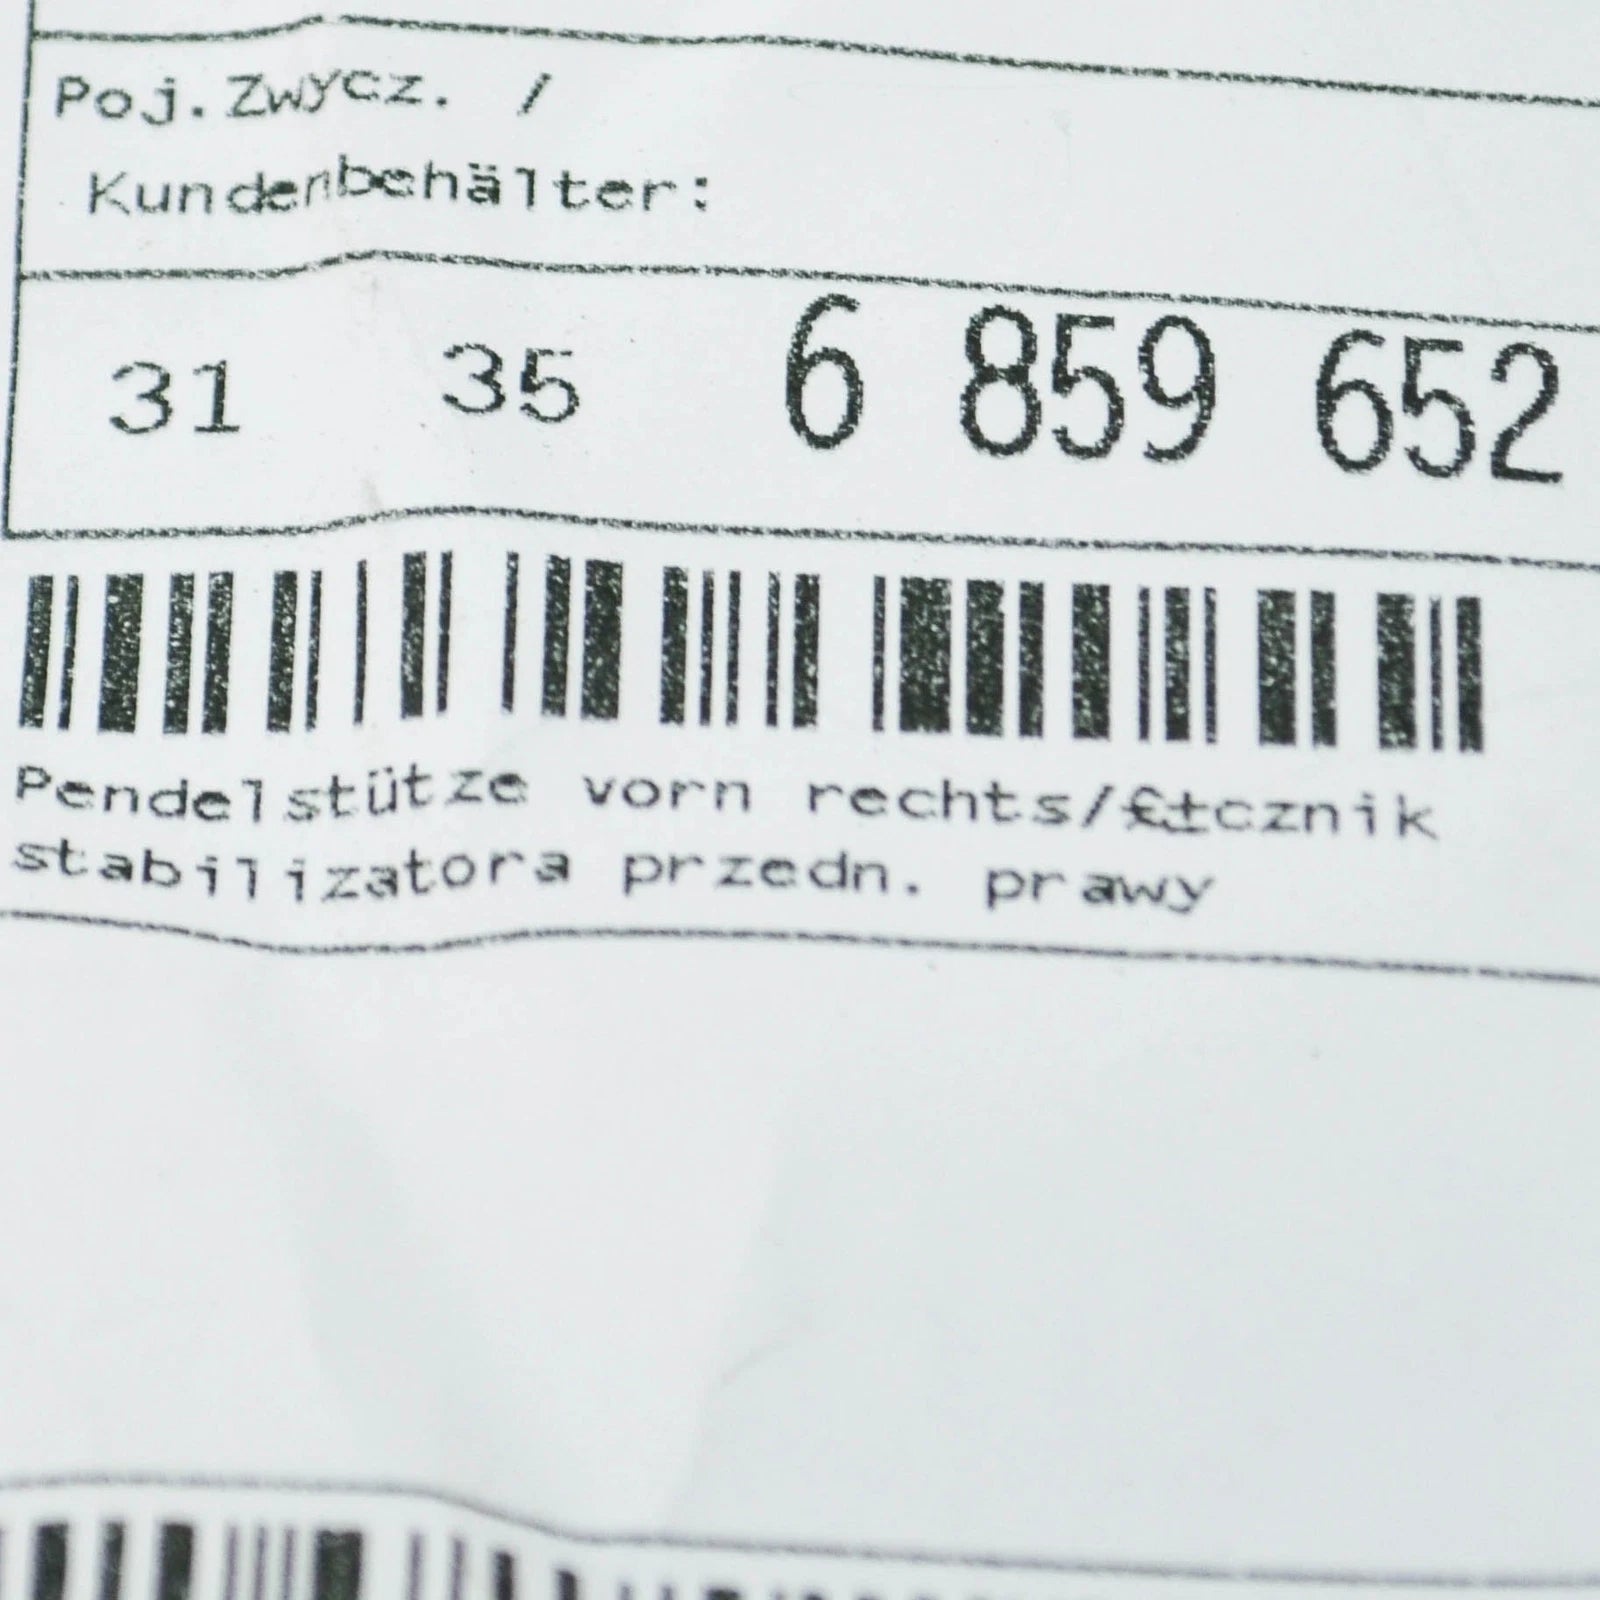 Poj.Zwycz. /
Kundenbehälter:
31 35 6 859 652
Pendelstütze vorn rechts/£±cznik
stabilizatora przedn. prawy